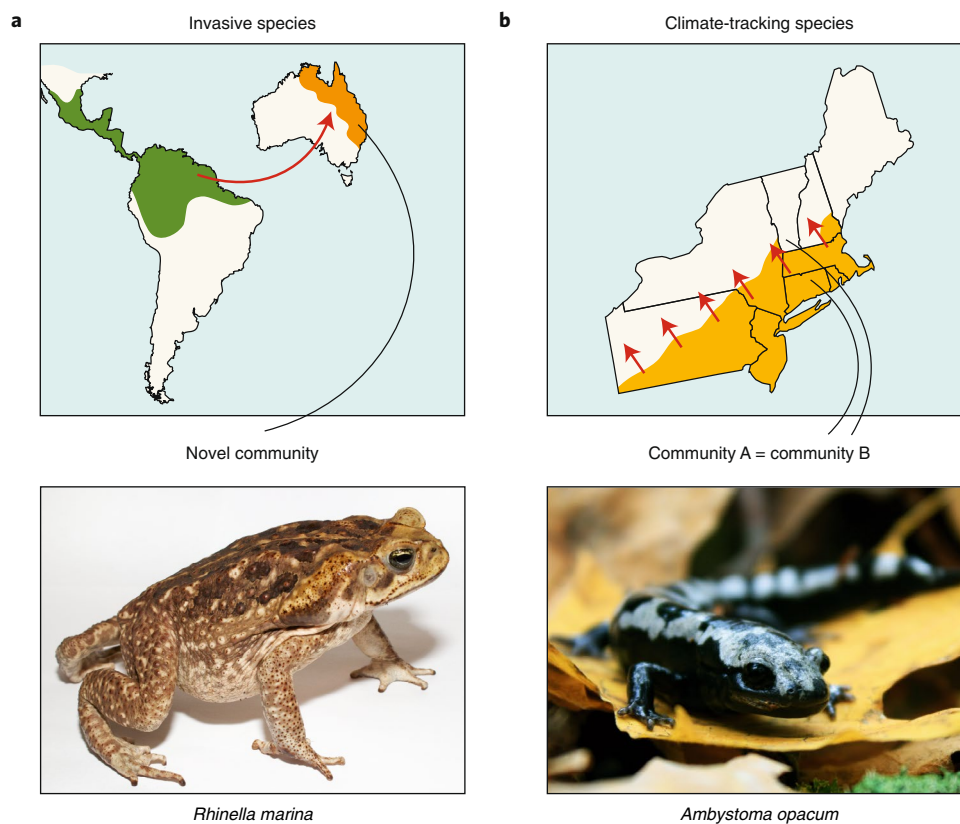 a
Invasive species
Novel community
Rhinella marina
b
Climate-tracking species
Community A = community B
Ambystoma opacum